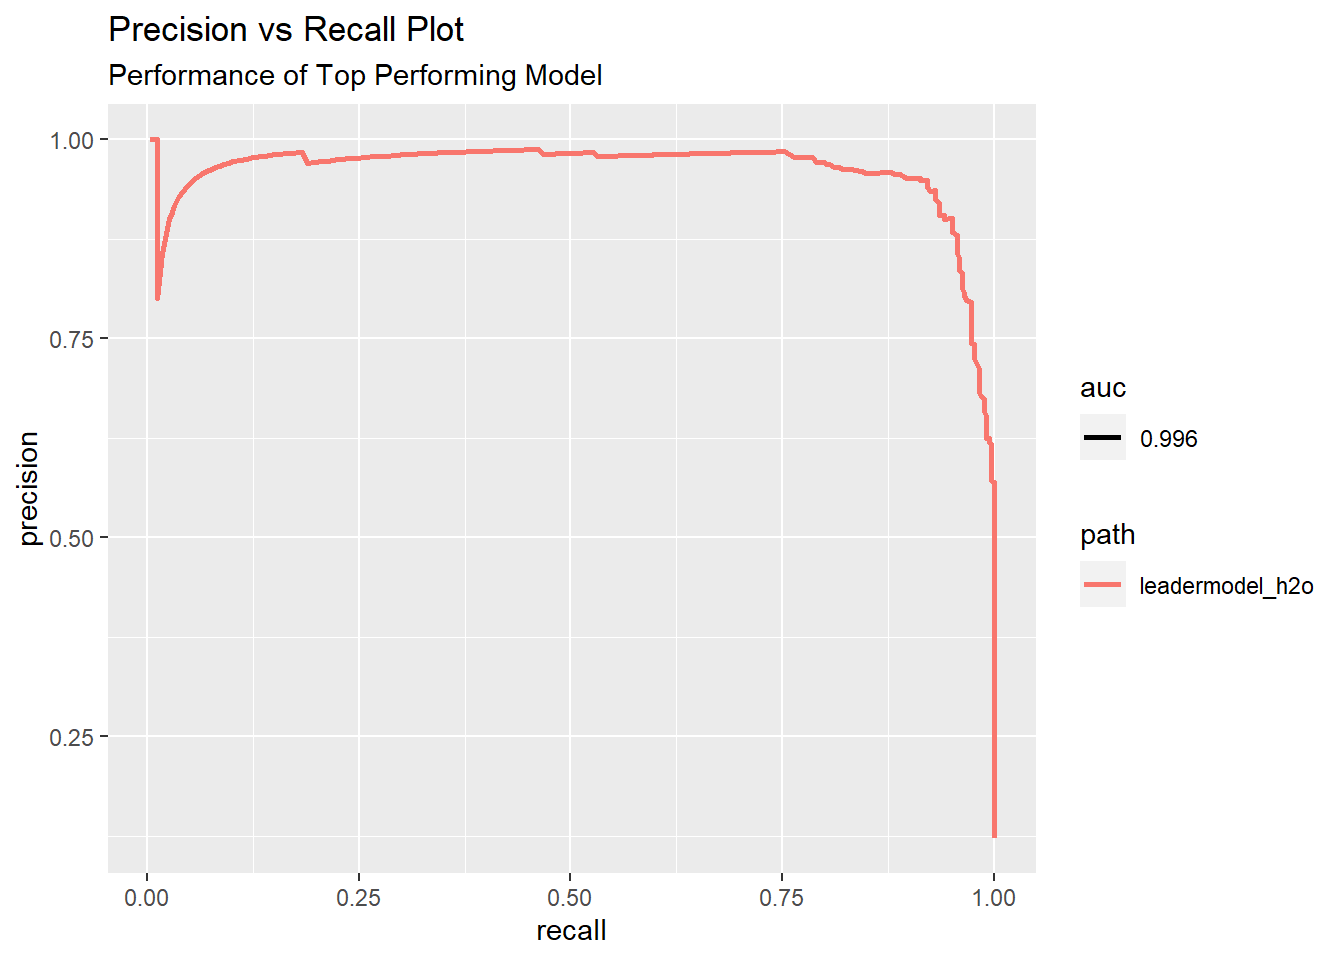 Precision vs Recall Plot
Performance of Top Performing Model
precision
1.00
0.75
0.50
0.25
0.00 0.25 0.50 0.75 1.00
recall
auc
0.996
path
leadermodel_h2o